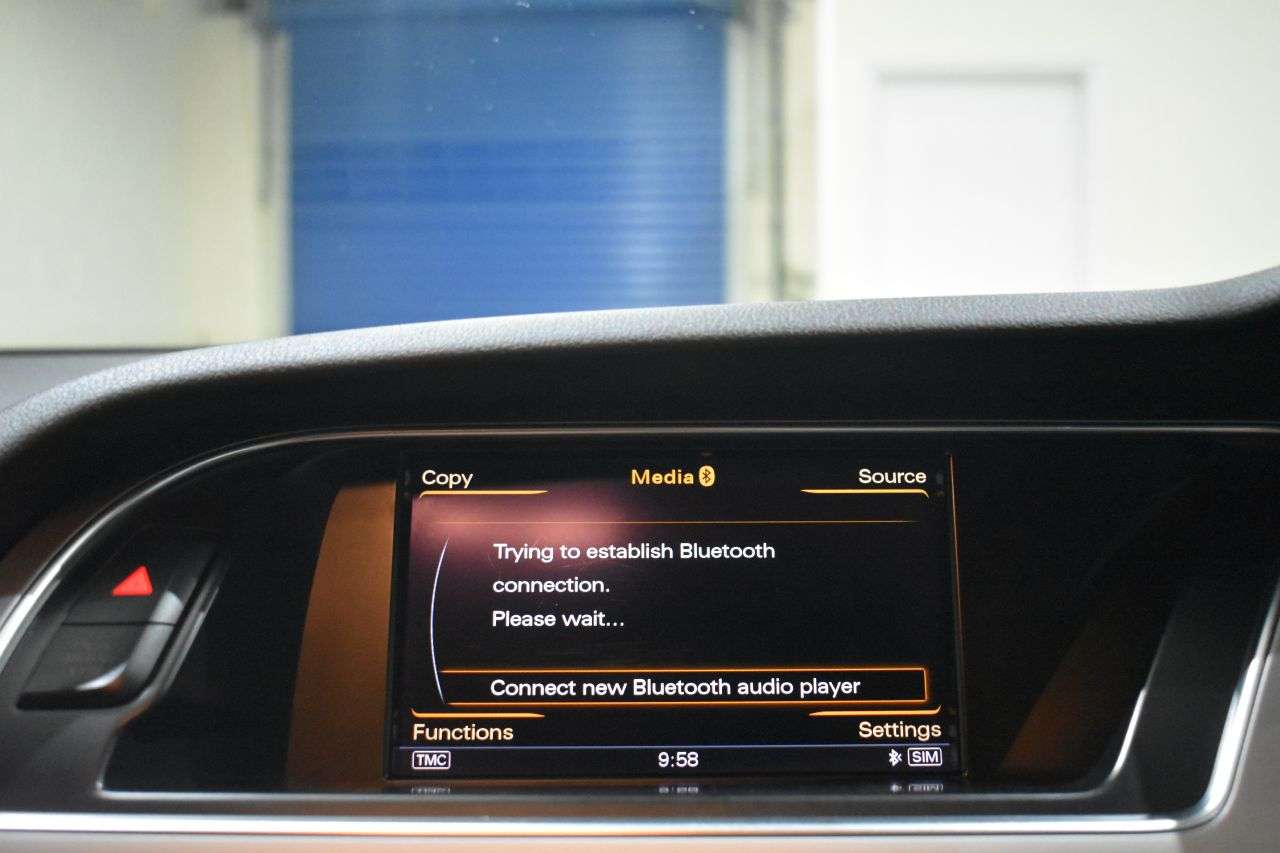 Copy Media Source
Trying to establish Bluetooth
connection.
Please wait...
Connect new Bluetooth audio player
Functions Settings
TMC 9:58 SIM